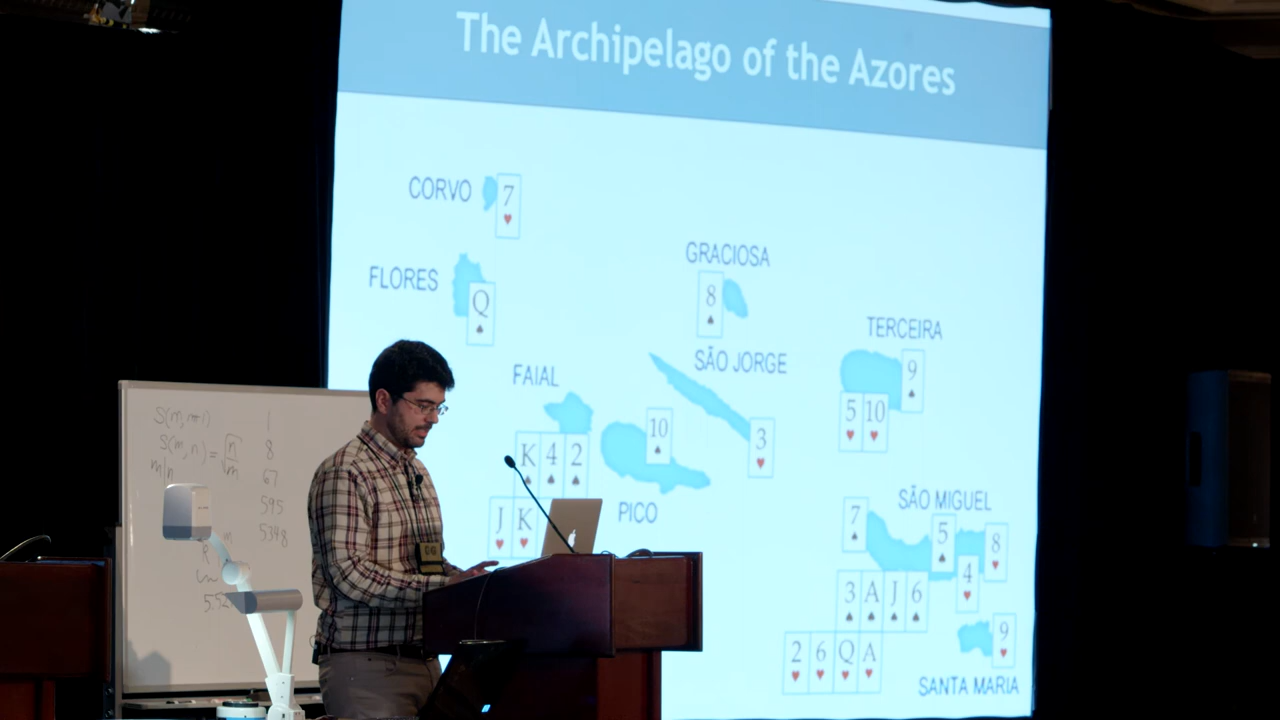 The Archipelago of the Azores
CORVO
7♥
FLORES
Q♠
GRACIOSA
8♠
TERCEIRA
9♠
5♥ 10♥
SÃO JORGE
3♥
FAIAL
K♠ 4♠ 2♠
J♥ K♥
10♠
PICO
SÃO MIGUEL
7♠
5♠
8♥
4♥
3♠ A♠ J♠ 6♠
2♥ 6♥ Q♥ A♥
9♥
SANTA MARIA
S(m, n+1)
S(m, n) = √n/m
m|n
1
8
67
595
5348